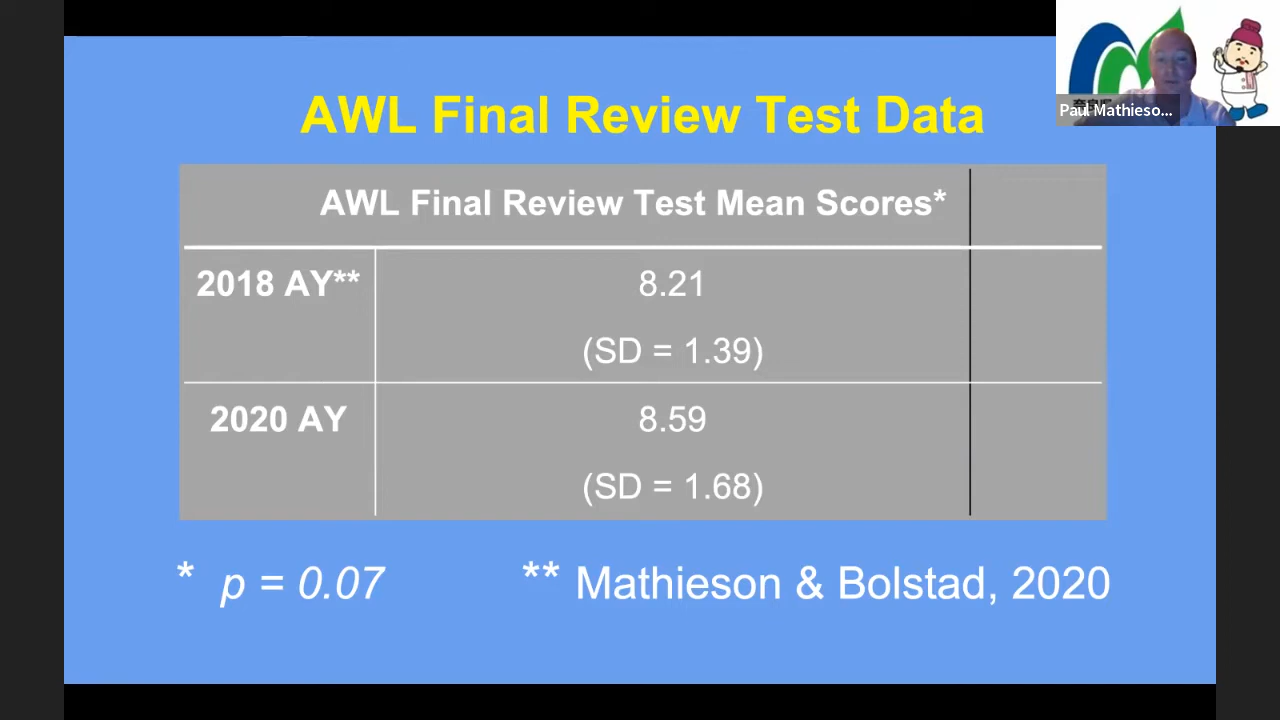 AWL Final Review Test Data
Paul Mathieso...
AWL Final Review Test Mean Scores*
2018 AY**
8.21
(SD = 1.39)
2020 AY
8.59
(SD = 1.68)
* p = 0.07
** Mathieson & Bolstad, 2020